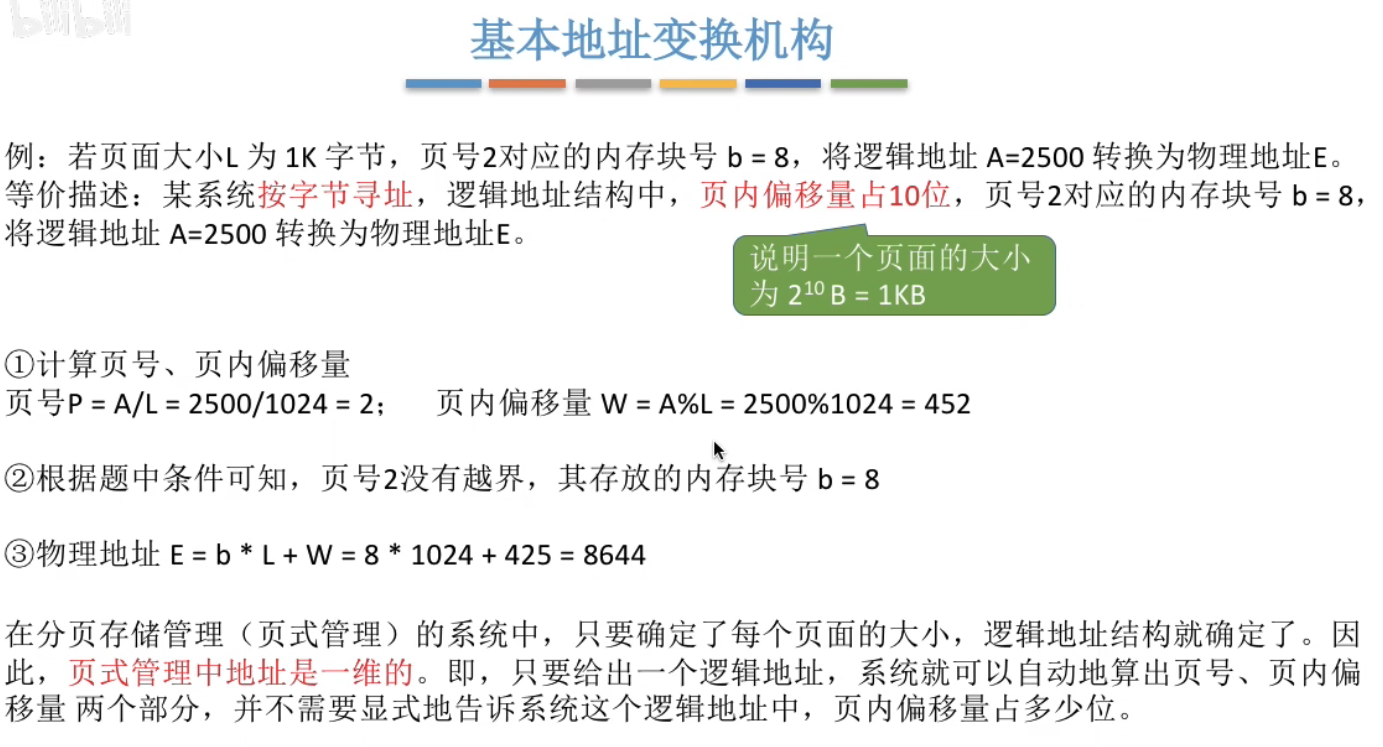 bilibili
基本地址变换机构
例：若页面大小L 为 1K 字节，页号2对应的内存块号 b = 8，将逻辑地址 A=2500 转换为物理地址E。
等价描述：某系统按字节寻址，逻辑地址结构中，页内偏移量占10位，页号2对应的内存块号 b = 8，
将逻辑地址 A=2500 转换为物理地址E。
说明一个页面的大小
为 2¹⁰ B = 1KB
①计算页号、页内偏移量
页号P = A/L = 2500/1024 = 2； 页内偏移量 W = A%L = 2500%1024 = 452
②根据题中条件可知，页号2没有越界，其存放的内存块号 b = 8
③物理地址 E = b * L + W = 8 * 1024 + 425 = 8644
在分页存储管理（页式管理）的系统中，只要确定了每个页面的大小，逻辑地址结构就确定了。因
此，页式管理中地址是一维的。即，只要给出一个逻辑地址，系统就可以自动地算出页号、页内偏
移量 两个部分，并不需要显式地告诉系统这个逻辑地址中，页内偏移量占多少位。